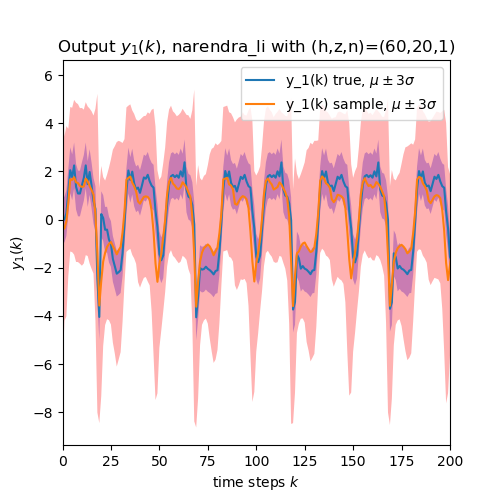 Output y₁(k), narendra_li with (h,z,n)=(60,20,1)
y_1(k) true, μ ± 3σ
y_1(k) sample, μ ± 3σ
y₁(k)
6
4
2
0
−2
−4
−6
−8
0 25 50 75 100 125 150 175 200
time steps k